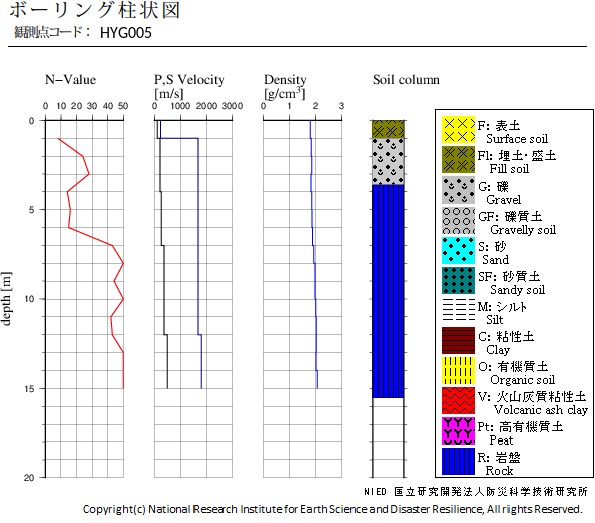 ボーリング柱状図
観測点コード： HYG005
N-Value
P,S Velocity
[m/s]
Density
[g/cm³]
Soil column
0 10 20 30 40 50
0 1000 2000 3000
0 1 2 3
0
5
10
15
20
depth [m]
F: 表土
Surface soil
Fl: 埋土・盛土
Fill soil
G: 礫
Gravel
GF: 礫質土
Gravelly soil
S: 砂
Sand
SF: 砂質土
Sandy soil
M: シルト
Silt
C: 粘性土
Clay
O: 有機質土
Organic soil
V: 火山灰質粘性土
Volcanic ash clay
Pt: 高有機質土
Peat
R: 岩盤
Rock
NIED 国立研究開発法人防災科学技術研究所
Copyright(c) National Research Institute for Earth Science and Disaster Resilience, All rights Reserved.